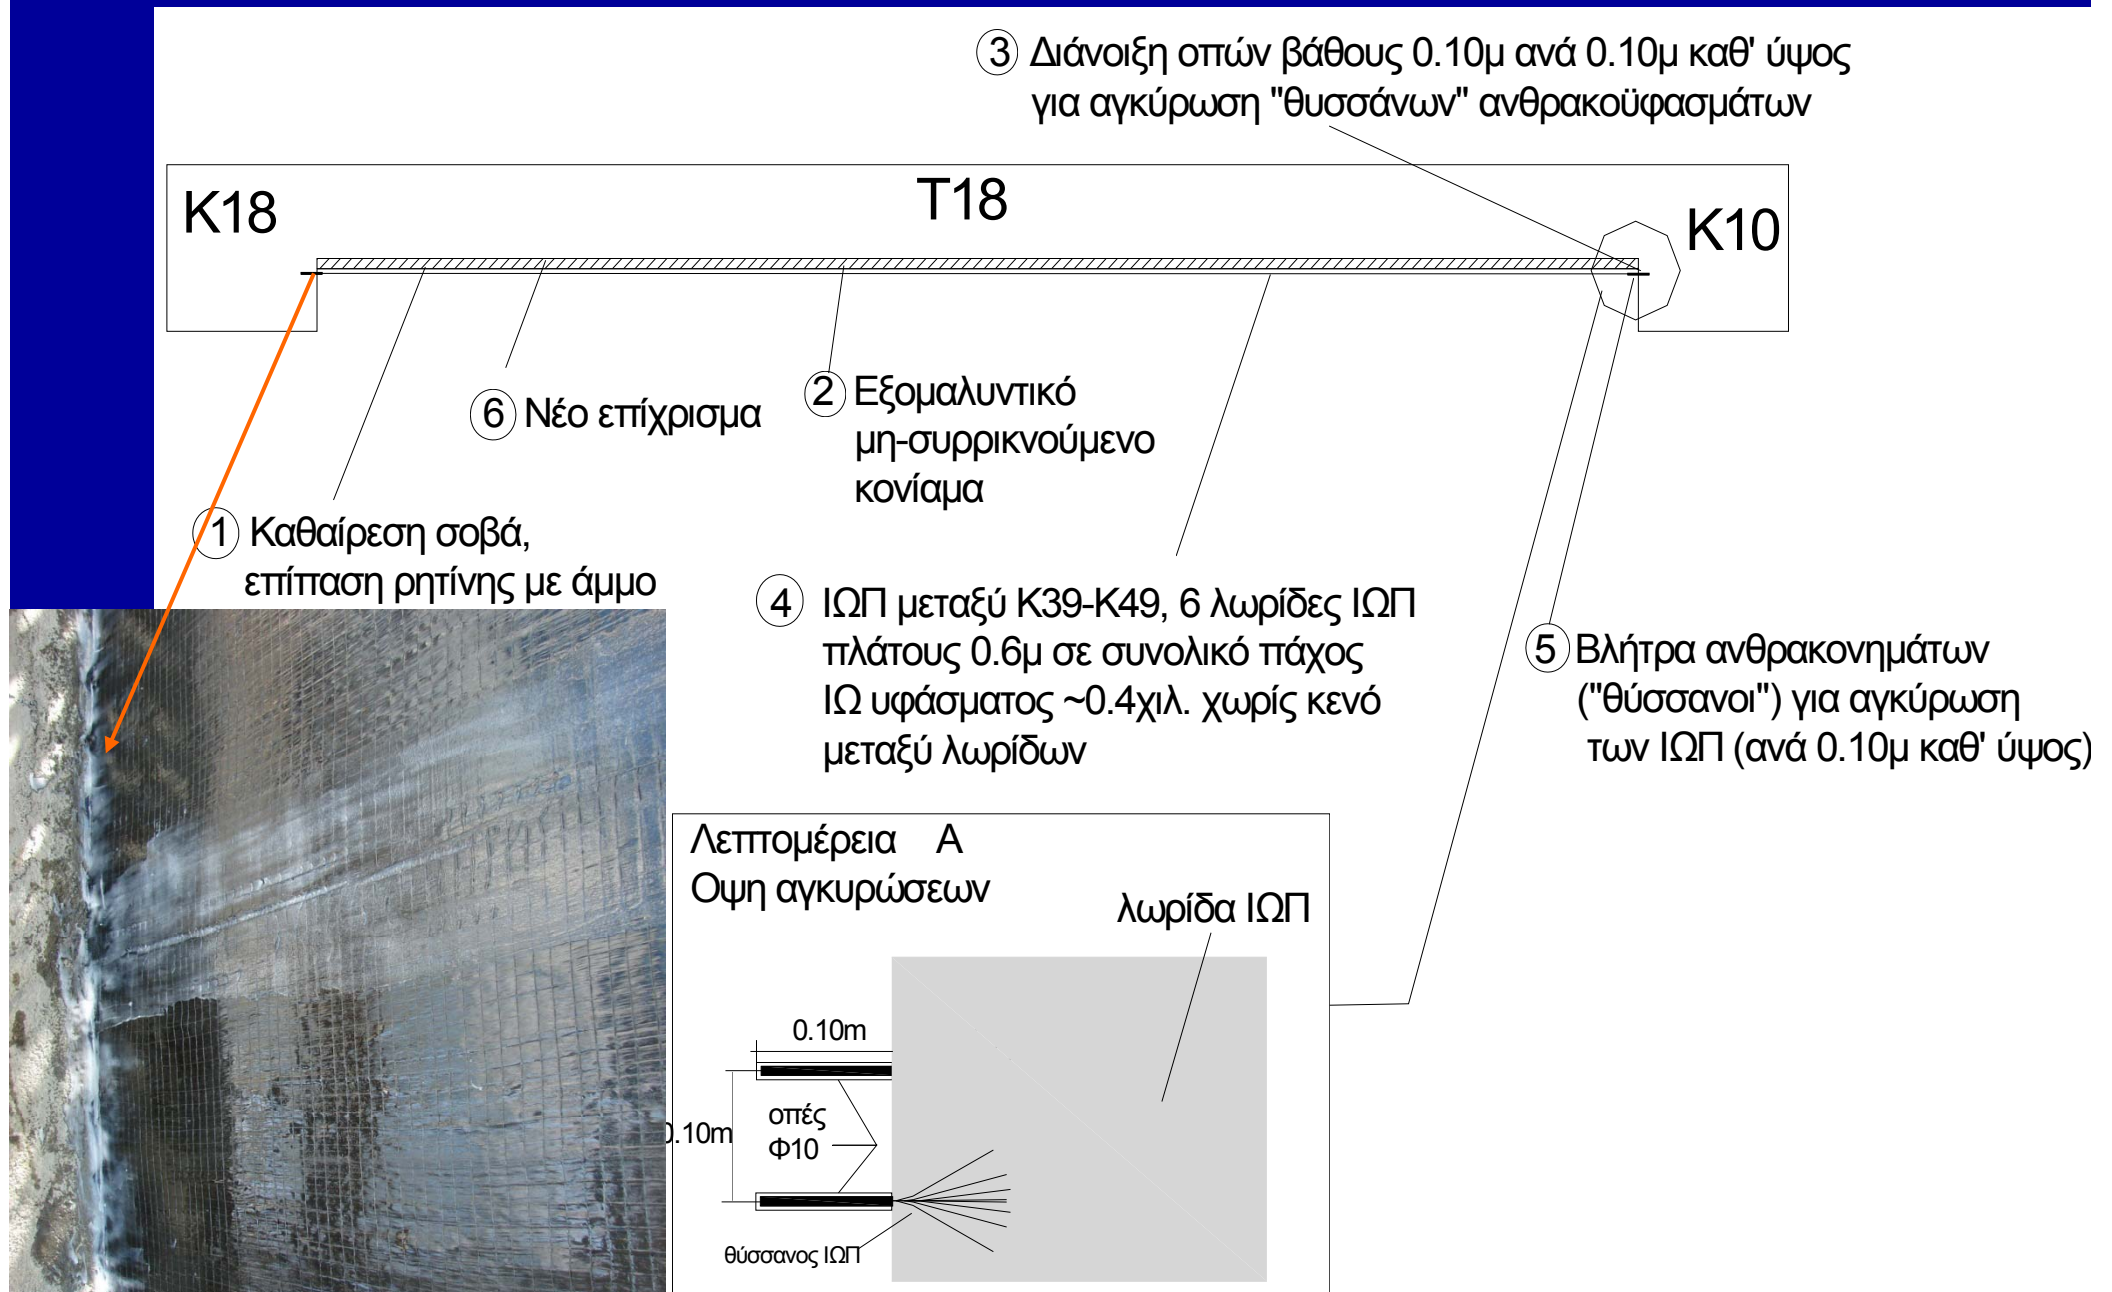 3 Διάνοιξη οπών βάθους 0.10μ ανά 0.10μ καθ' ύψος
για αγκύρωση "θυσσάνων" ανθρακοϋφασμάτων
K18
T18
K10
6 Νέο επίχρισμα
2 Εξομαλυντικό
μη-συρρικνούμενο
κονίαμα
1 Καθαίρεση σοβά,
επίπαση ρητίνης με άμμο
4 ΙΩΠ μεταξύ Κ39-Κ49, 6 λωρίδες ΙΩΠ
πλάτους 0.6μ σε συνολικό πάχος
ΙΩ υφάσματος ~0.4χιλ. χωρίς κενό
μεταξύ λωρίδων
5 Βλήτρα ανθρακονημάτων
("θύσσανοι") για αγκύρωση
των ΙΩΠ (ανά 0.10μ καθ' ύψος)
Λεπτομέρεια Α
Οψη αγκυρώσεων
λωρίδα ΙΩΠ
0.10m
0.10m
οπές
Φ10
θύσσανος ΙΩΠ